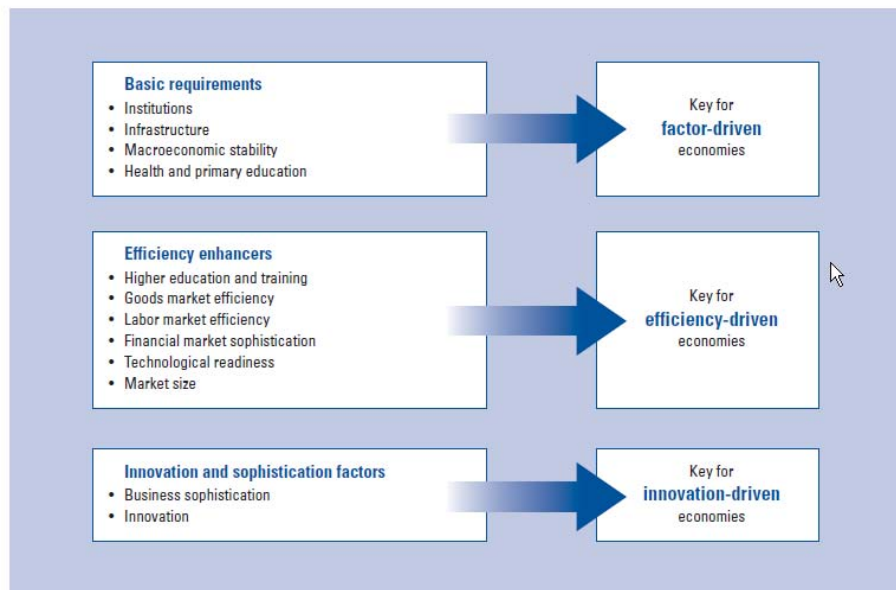 Basic requirements
• Institutions
• Infrastructure
• Macroeconomic stability
• Health and primary education
Key for
factor-driven
economies
Efficiency enhancers
• Higher education and training
• Goods market efficiency
• Labor market efficiency
• Financial market sophistication
• Technological readiness
• Market size
Key for
efficiency-driven
economies
Innovation and sophistication factors
• Business sophistication
• Innovation
Key for
innovation-driven
economies